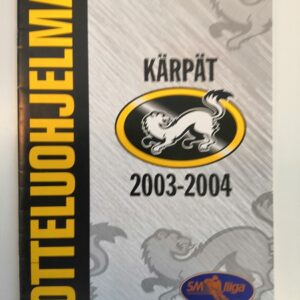 OTTELUOHJELMA
KÄRPÄT
2003-2004
SM liiga